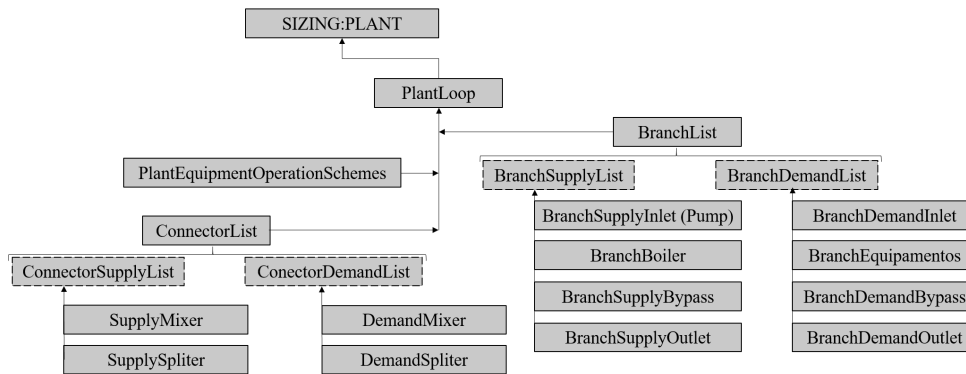 SIZING:PLANT
PlantLoop
BranchList
PlantEquipmentOperationSchemes
BranchSupplyList
BranchDemandList
ConnectorList
BranchSupplyInlet (Pump)
BranchDemandInlet
ConnectorSupplyList
ConectorDemandList
BranchBoiler
BranchEquipamentos
BranchSupplyBypass
BranchDemandBypass
SupplyMixer
DemandMixer
BranchSupplyOutlet
BranchDemandOutlet
SupplySpliter
DemandSpliter